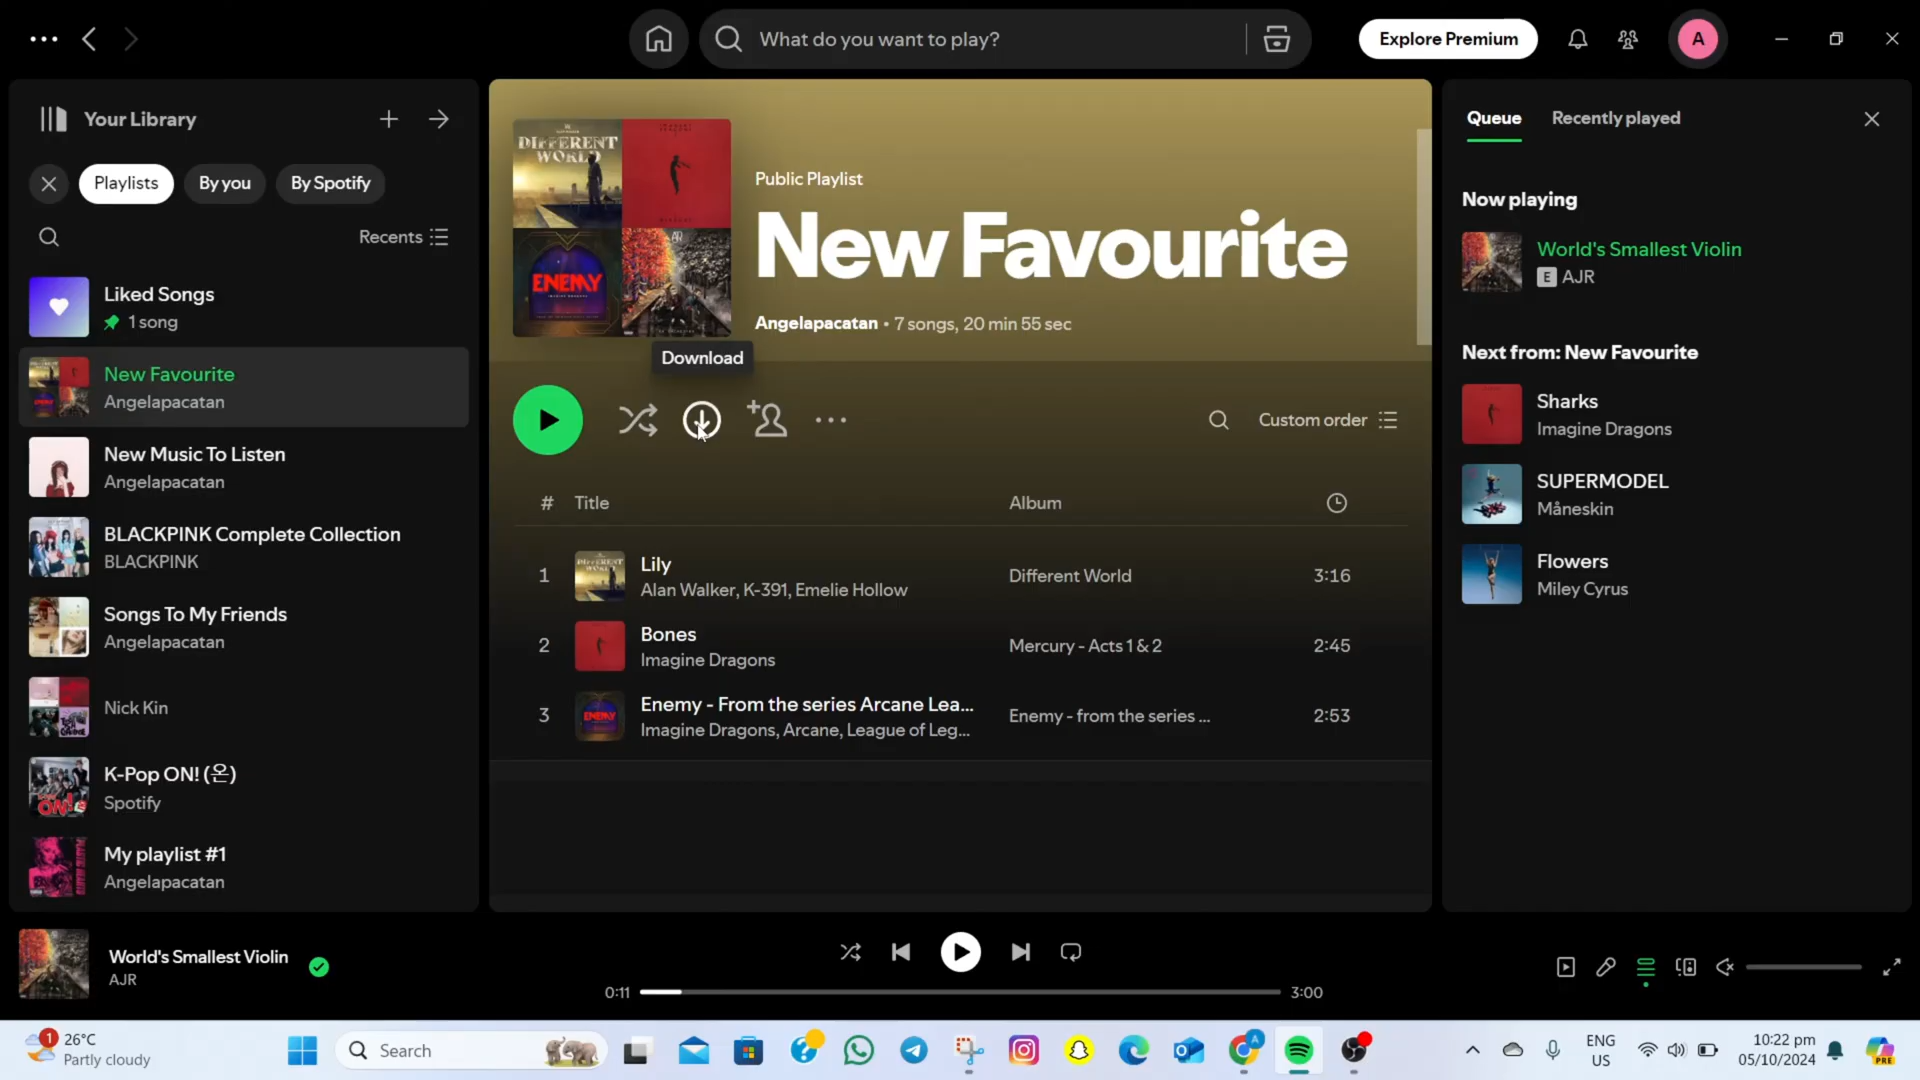 What do you want to play?
Explore Premium
A
Your Library
Playlists
By you
By Spotify
Recents
Liked Songs
1 song
New Favourite
Angelapacatan
New Music To Listen
Angelapacatan
BLACKPINK Complete Collection
BLACKPINK
Songs To My Friends
Angelapacatan
Nick Kin
K-Pop ON! (온)
Spotify
My playlist #1
Angelapacatan
DIFFERENT
WORLD
ENEMY
Public Playlist
New Favourite
Angelapacatan • 7 songs, 20 min 55 sec
Download
Custom order
# Title Album
1 Lily Different World 3:16
Alan Walker, K-391, Emelie Hollow
2 Bones Mercury - Acts 1 & 2 2:45
Imagine Dragons
3 Enemy - From the series Arcane Lea... Enemy - from the series ... 2:53
Imagine Dragons, Arcane, League of Leg...
Queue Recently played
Now playing
World's Smallest Violin
E AJR
Next from: New Favourite
Sharks
Imagine Dragons
SUPERMODEL
Måneskin
Flowers
Miley Cyrus
World's Smallest Violin
AJR
0:11 3:00
1
26°C
Partly cloudy
Search
ENG
US
10:22 pm
05/10/2024
PRE